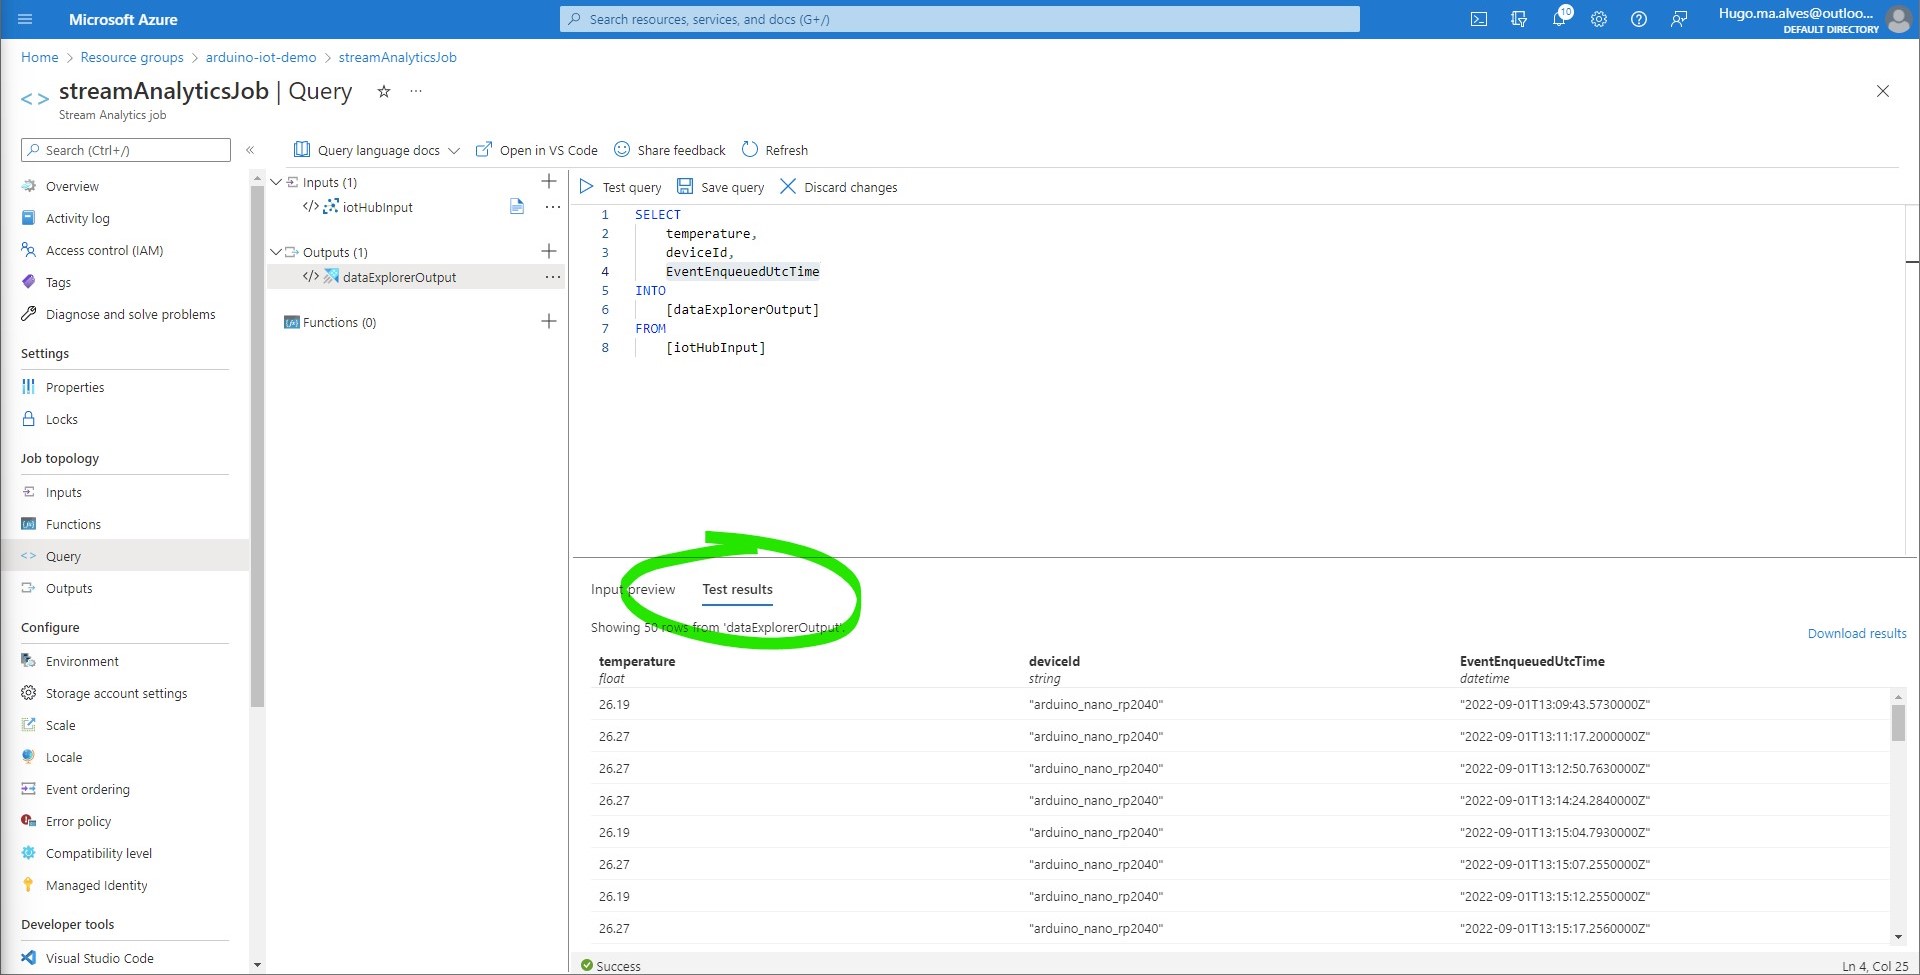 Microsoft Azure
Search resources, services, and docs (G+/)
10
Hugo.ma.alves@outloo...
DEFAULT DIRECTORY
Home > Resource groups > arduino-iot-demo > streamAnalyticsJob
<> streamAnalyticsJob | Query ☆ ...
Stream Analytics job
Search (Ctrl+/)
«
Query language docs
Open in VS Code
Share feedback
Refresh
Overview
Activity log
Access control (IAM)
Tags
Diagnose and solve problems
Settings
Properties
Locks
Job topology
Inputs
Functions
Query
Outputs
Configure
Environment
Storage account settings
Scale
Locale
Event ordering
Error policy
Compatibility level
Managed Identity
Developer tools
Visual Studio Code
Inputs (1)
</> iotHubInput
Outputs (1)
</> dataExplorerOutput
Functions (0)
Test query
Save query
Discard changes
1 SELECT
2 temperature,
3 deviceId,
4 EventEnqueuedUtcTime
5 INTO
6 [dataExplorerOutput]
7 FROM
8 [iotHubInput]
Input preview
Test results
Showing 50 rows from 'dataExplorerOutput'.
Download results
temperature deviceId EventEnqueuedUtcTime
float string datetime
26.19 "arduino_nano_rp2040" "2022-09-01T13:09:43.5730000Z"
26.27 "arduino_nano_rp2040" "2022-09-01T13:11:17.2000000Z"
26.27 "arduino_nano_rp2040" "2022-09-01T13:12:50.7630000Z"
26.27 "arduino_nano_rp2040" "2022-09-01T13:14:24.2840000Z"
26.19 "arduino_nano_rp2040" "2022-09-01T13:15:04.7930000Z"
26.27 "arduino_nano_rp2040" "2022-09-01T13:15:07.2550000Z"
26.19 "arduino_nano_rp2040" "2022-09-01T13:15:12.2550000Z"
26.27 "arduino_nano_rp2040" "2022-09-01T13:15:17.2560000Z"
Success
Ln 4, Col 25